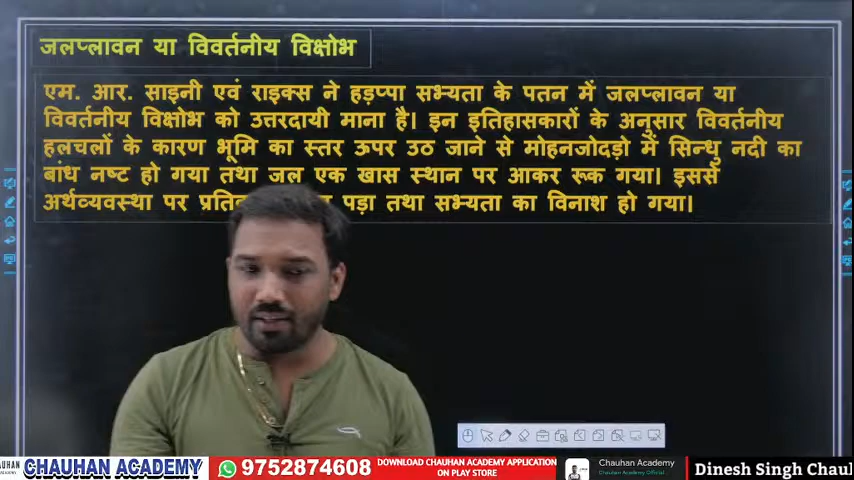 जलप्लावन या विवर्तनीय विक्षोभ
एम. आर. साइनी एवं राइक्स ने हड़प्पा सभ्यता के पतन में जलप्लावन या
विवर्तनीय विक्षोभ को उत्तरदायी माना है। इन इतिहासकारों के अनुसार विवर्तनीय
हलचलों के कारण भूमि का स्तर ऊपर उठ जाने से मोहनजोदड़ो में सिन्धु नदी का
बांध नष्ट हो गया तथा जल एक खास स्थान पर आकर रूक गया। इससे
अर्थव्यवस्था पर पड़ा तथा सभ्यता का विनाश हो गया।
CHAUHAN ACADEMY 9752874608 DOWNLOAD CHAUHAN ACADEMY APPLICATION
ON PLAY STORE
Chauhan Academy
Chauhan Academy Official
Dinesh Singh